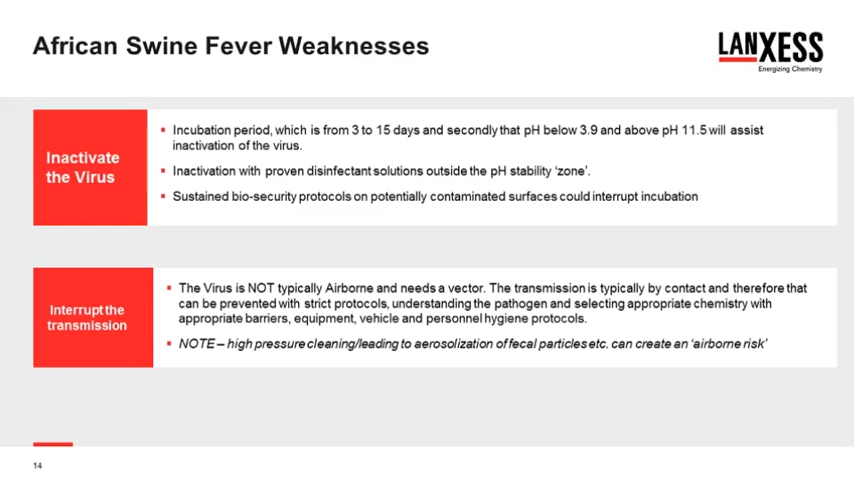 African Swine Fever Weaknesses
LANXESS
Energizing Chemistry
Inactivate
the Virus
▪ Incubation period, which is from 3 to 15 days and secondly that pH below 3.9 and above pH 11.5 will assist
inactivation of the virus.
▪ Inactivation with proven disinfectant solutions outside the pH stability ‘zone’.
▪ Sustained bio-security protocols on potentially contaminated surfaces could interrupt incubation
Interrupt the
transmission
▪ The Virus is NOT typically Airborne and needs a vector. The transmission is typically by contact and therefore that
can be prevented with strict protocols, understanding the pathogen and selecting appropriate chemistry with
appropriate barriers, equipment, vehicle and personnel hygiene protocols.
▪ NOTE – high pressure cleaning/leading to aerosolization of fecal particles etc. can create an ‘airborne risk’
14